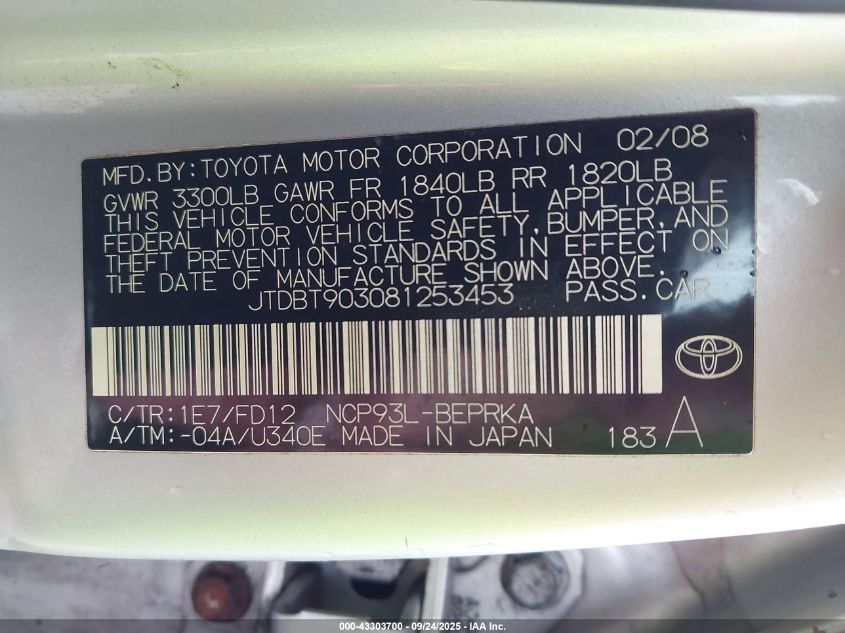 MFD. BY: TOYOTA MOTOR CORPORATION 02/08
GVWR 3300LB GAWR FR 1840LB RR 1820LB
THIS VEHICLE CONFORMS TO ALL APPLICABLE
FEDERAL MOTOR VEHICLE SAFETY, BUMPER, AND
THEFT PREVENTION STANDARDS IN EFFECT ON
THE DATE OF MANUFACTURE SHOWN ABOVE.
JTDBT903081253453 PASS. CAR
C/TR: 1E7/FD12 NCP93L-BEPRKA
A/TM: -04A/U340E MADE IN JAPAN 183 A
000-43303700 - 09/24/2025 - IAA Inc.